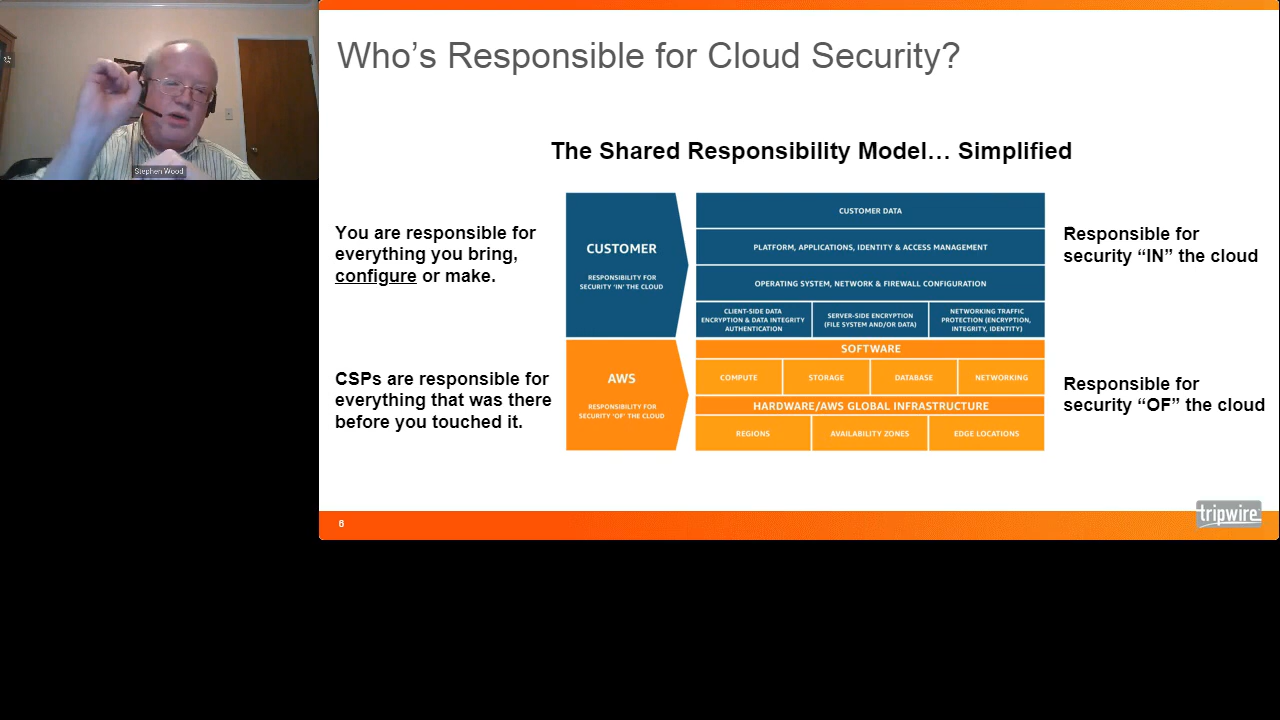 Who's Responsible for Cloud Security?
Stephen Wood
The Shared Responsibility Model… Simplified
You are responsible for
everything you bring,
configure or make.
CUSTOMER
RESPONSIBILITY FOR
SECURITY 'IN' THE CLOUD
CUSTOMER DATA
PLATFORM, APPLICATIONS, IDENTITY & ACCESS MANAGEMENT
OPERATING SYSTEM, NETWORK & FIREWALL CONFIGURATION
CLIENT-SIDE DATA
ENCRYPTION & DATA INTEGRITY
AUTHENTICATION
SERVER-SIDE ENCRYPTION
(FILE SYSTEM AND/OR DATA)
NETWORKING TRAFFIC
PROTECTION (ENCRYPTION,
INTEGRITY, IDENTITY)
Responsible for
security “IN” the cloud
CSPs are responsible for
everything that was there
before you touched it.
AWS
RESPONSIBILITY FOR
SECURITY 'OF' THE CLOUD
SOFTWARE
COMPUTE
STORAGE
DATABASE
NETWORKING
HARDWARE/AWS GLOBAL INFRASTRUCTURE
REGIONS
AVAILABILITY ZONES
EDGE LOCATIONS
Responsible for
security “OF” the cloud
6
tripwire